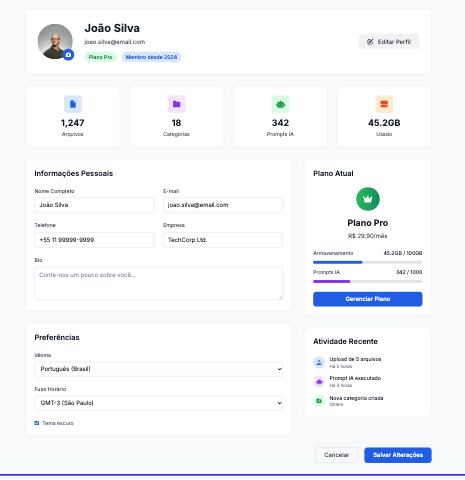 João Silva
joao.silva@email.com
Plano Pro
Membro desde 2024
Editar Perfil
1,247
Arquivos
18
Categorias
342
Prompts IA
45.2GB
Usado
Informações Pessoais
Nome Completo
João Silva
E-mail
joao.silva@email.com
Telefone
+55 11 99999-9999
Empresa
TechCorp Ltd.
Bio
Conte-nos um pouco sobre você...
Preferências
Idioma
Português (Brasil)
Fuso Horário
GMT-3 (São Paulo)
Tema escuro
Plano Atual
Plano Pro
R$ 29,90/mês
Armazenamento 45.2GB / 100GB
Prompts IA 342 / 1000
Gerenciar Plano
Atividade Recente
Upload de 5 arquivos
Há 2 horas
Prompt IA executado
Há 3 horas
Nova categoria criada
Ontem
Cancelar
Salvar Alterações